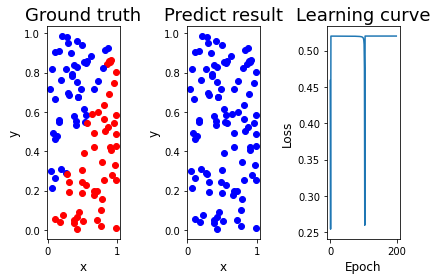 Ground truth
Predict result
Learning curve
1.0
0.8
0.6
0.4
0.2
0.0
y
0
1
x
1.0
0.8
0.6
0.4
0.2
0.0
y
0
1
x
0.50
0.45
0.40
0.35
0.30
0.25
Loss
0
200
Epoch